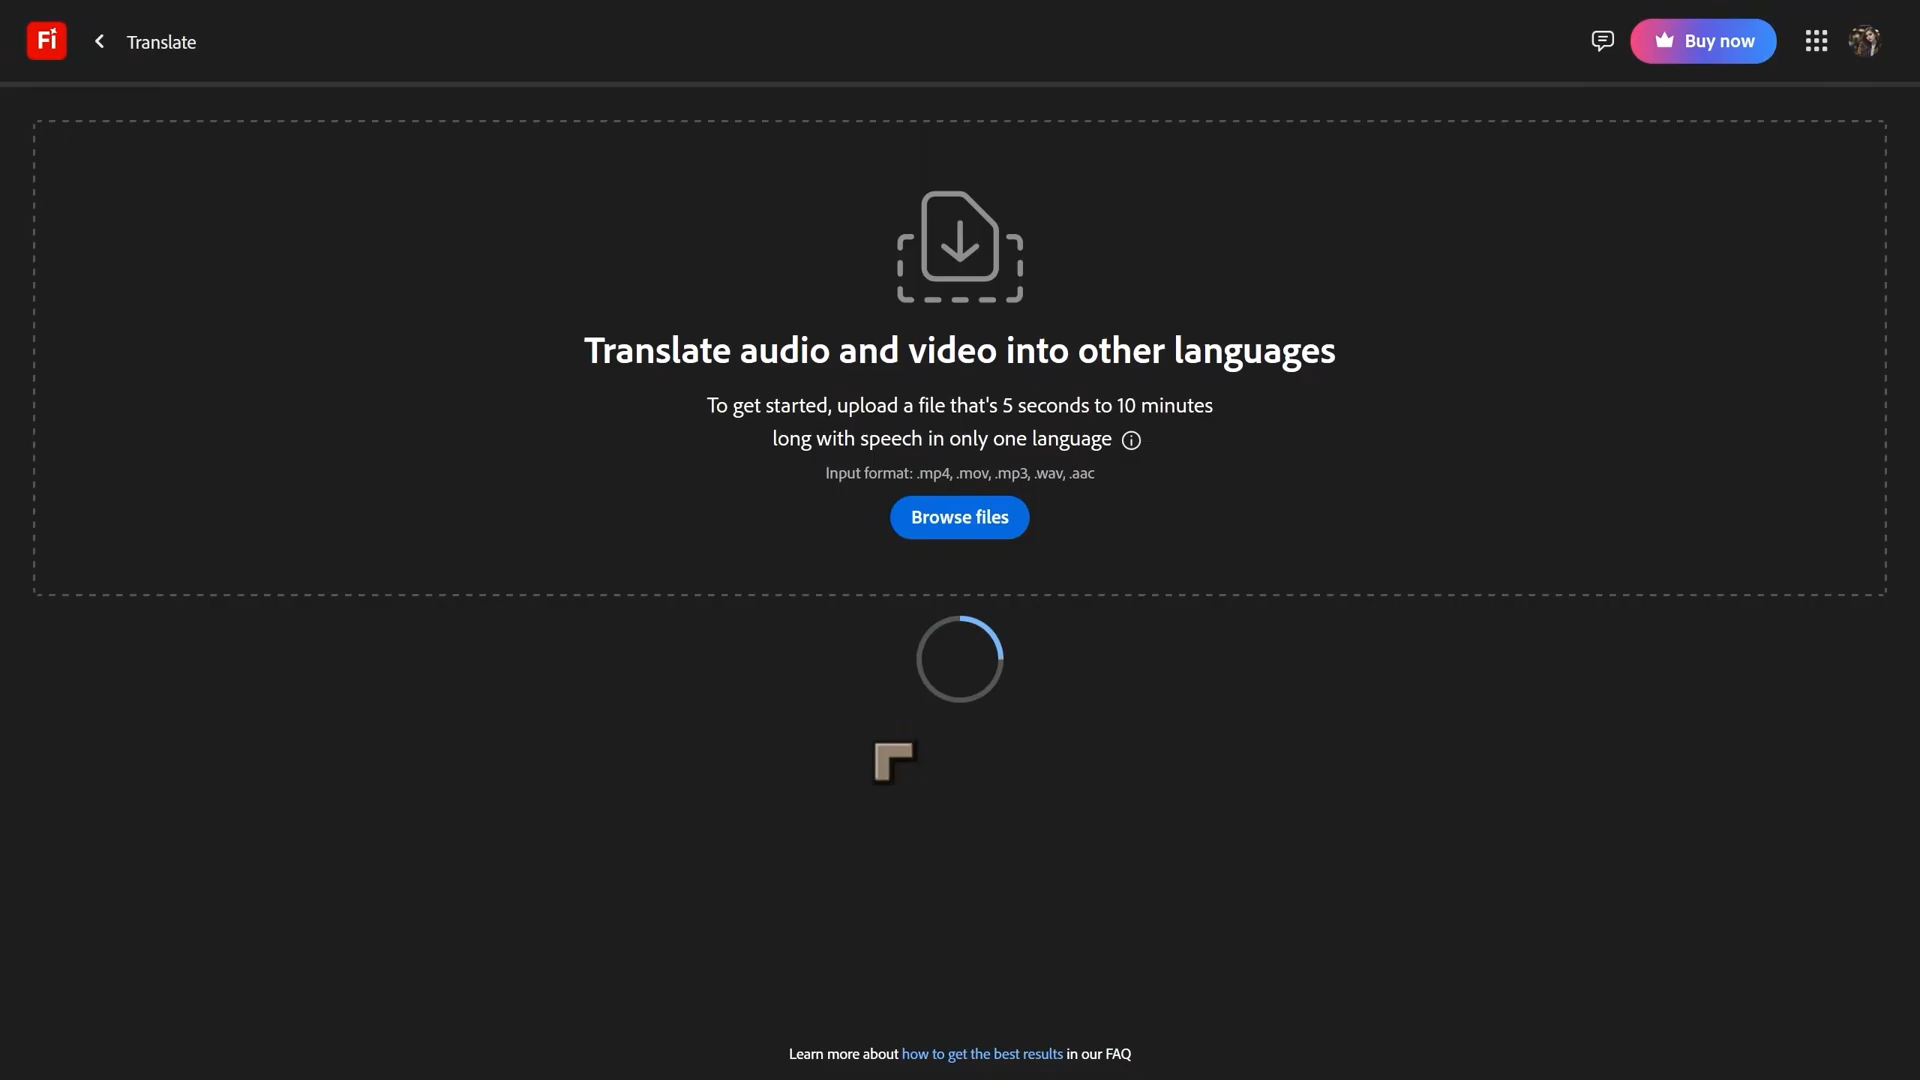 Fi
Translate
Buy now
Translate audio and video into other languages
To get started, upload a file that's 5 seconds to 10 minutes
long with speech in only one language
Input format: .mp4, .mov, .mp3, .wav, .aac
Browse files
Learn more about how to get the best results in our FAQ